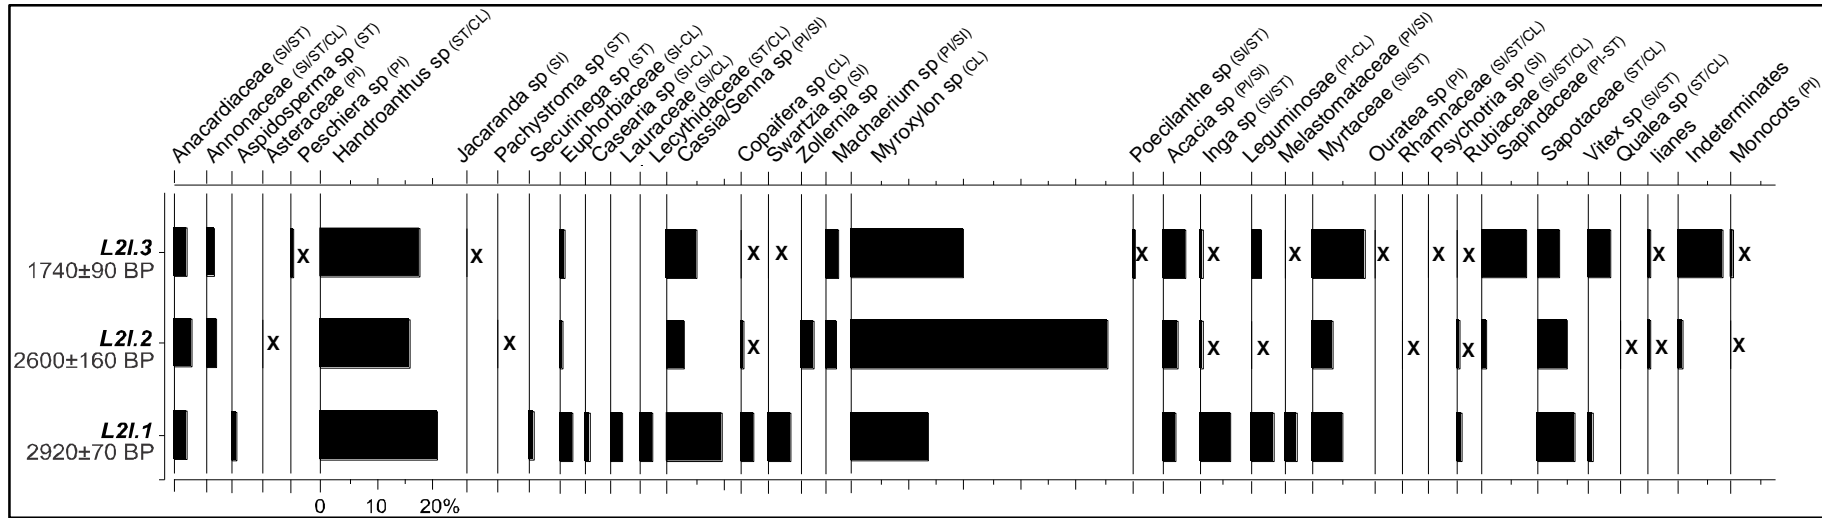 Anacardiaceae (SI/ST)
Annonaceae (SI/ST/CL)
Aspidosperma sp (ST)
Asteraceae (PI)
Peschiera sp (PI)
Handroanthus sp (ST/CL)
Jacaranda sp (SI)
Pachystroma sp (ST)
Securinega sp (ST)
Euphorbiaceae (SI-CL)
Casearia sp (SI-CL)
Lauraceae (SI/CL)
Lecythidaceae (ST/CL)
Cassia/Senna sp (PI/SI)
Copaifera sp (CL)
Swartzia sp (SI)
Zollernia sp
Machaerium sp (PI/SI)
Myroxylon sp (CL)
Poecilanthe sp (SI/ST)
Acacia sp (PI/SI)
Inga sp (SI/ST)
Leguminosae (PI-CL)
Melastomataceae (PI/SI)
Myrtaceae (SI/ST)
Ouratea sp (PI)
Rhamnaceae (SI/ST/CL)
Psychotria sp (SI)
Rubiaceae (SI/ST/CL)
Sapindaceae (PI-ST)
Sapotaceae (ST/CL)
Vitex sp (SI/ST)
Qualea sp (ST/CL)
lianes
Indeterminates
Monocots (PI)
L2I.3 X X X X X X X X X X X X
1740±90 BP
L2I.2 X X X X X X X X X X
2600±160 BP
L2I.1
2920±70 BP
0 10 20%